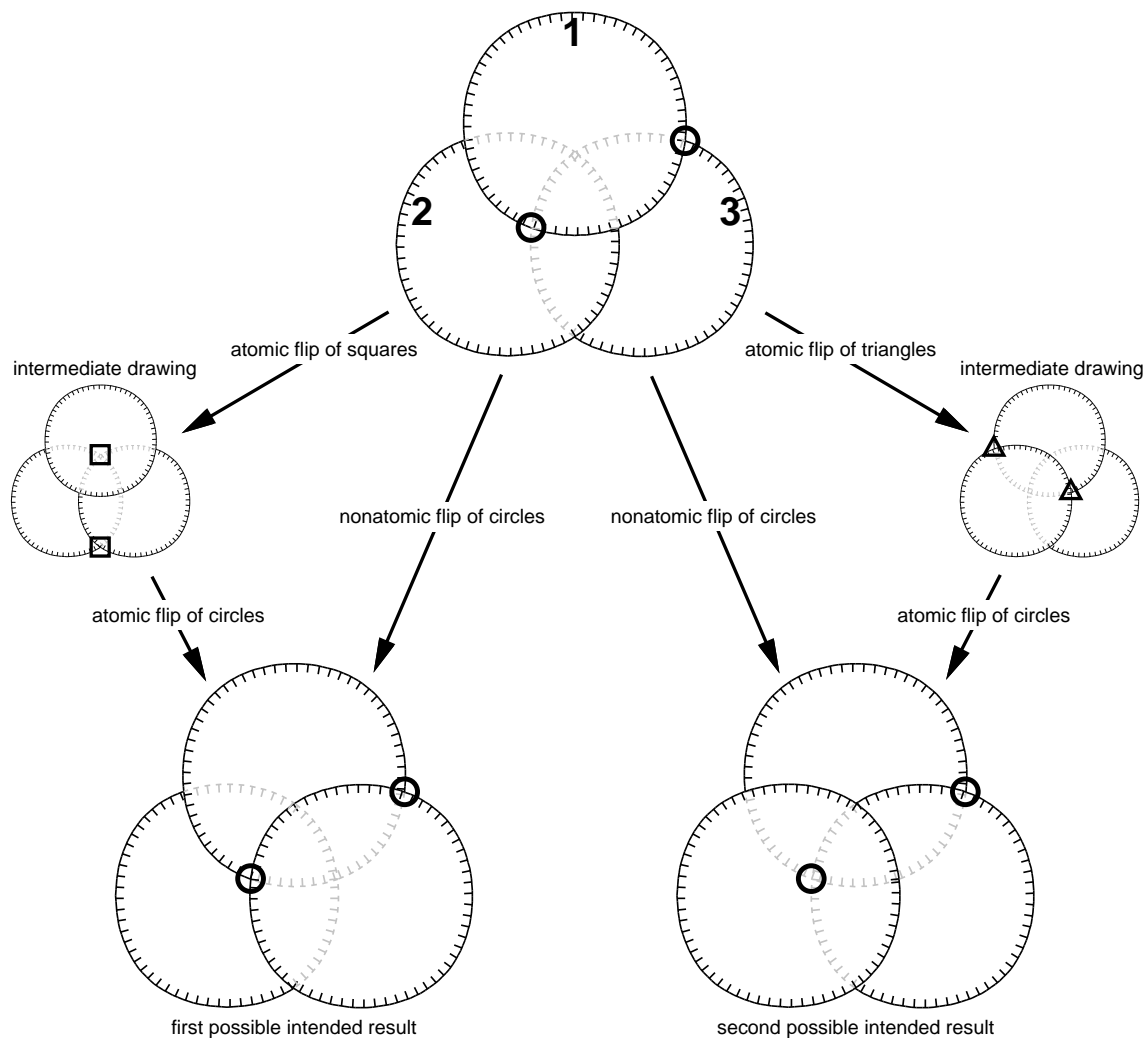 1
2
3
atomic flip of squares
atomic flip of triangles
intermediate drawing
intermediate drawing
nonatomic flip of circles
nonatomic flip of circles
atomic flip of circles
atomic flip of circles
first possible intended result
second possible intended result